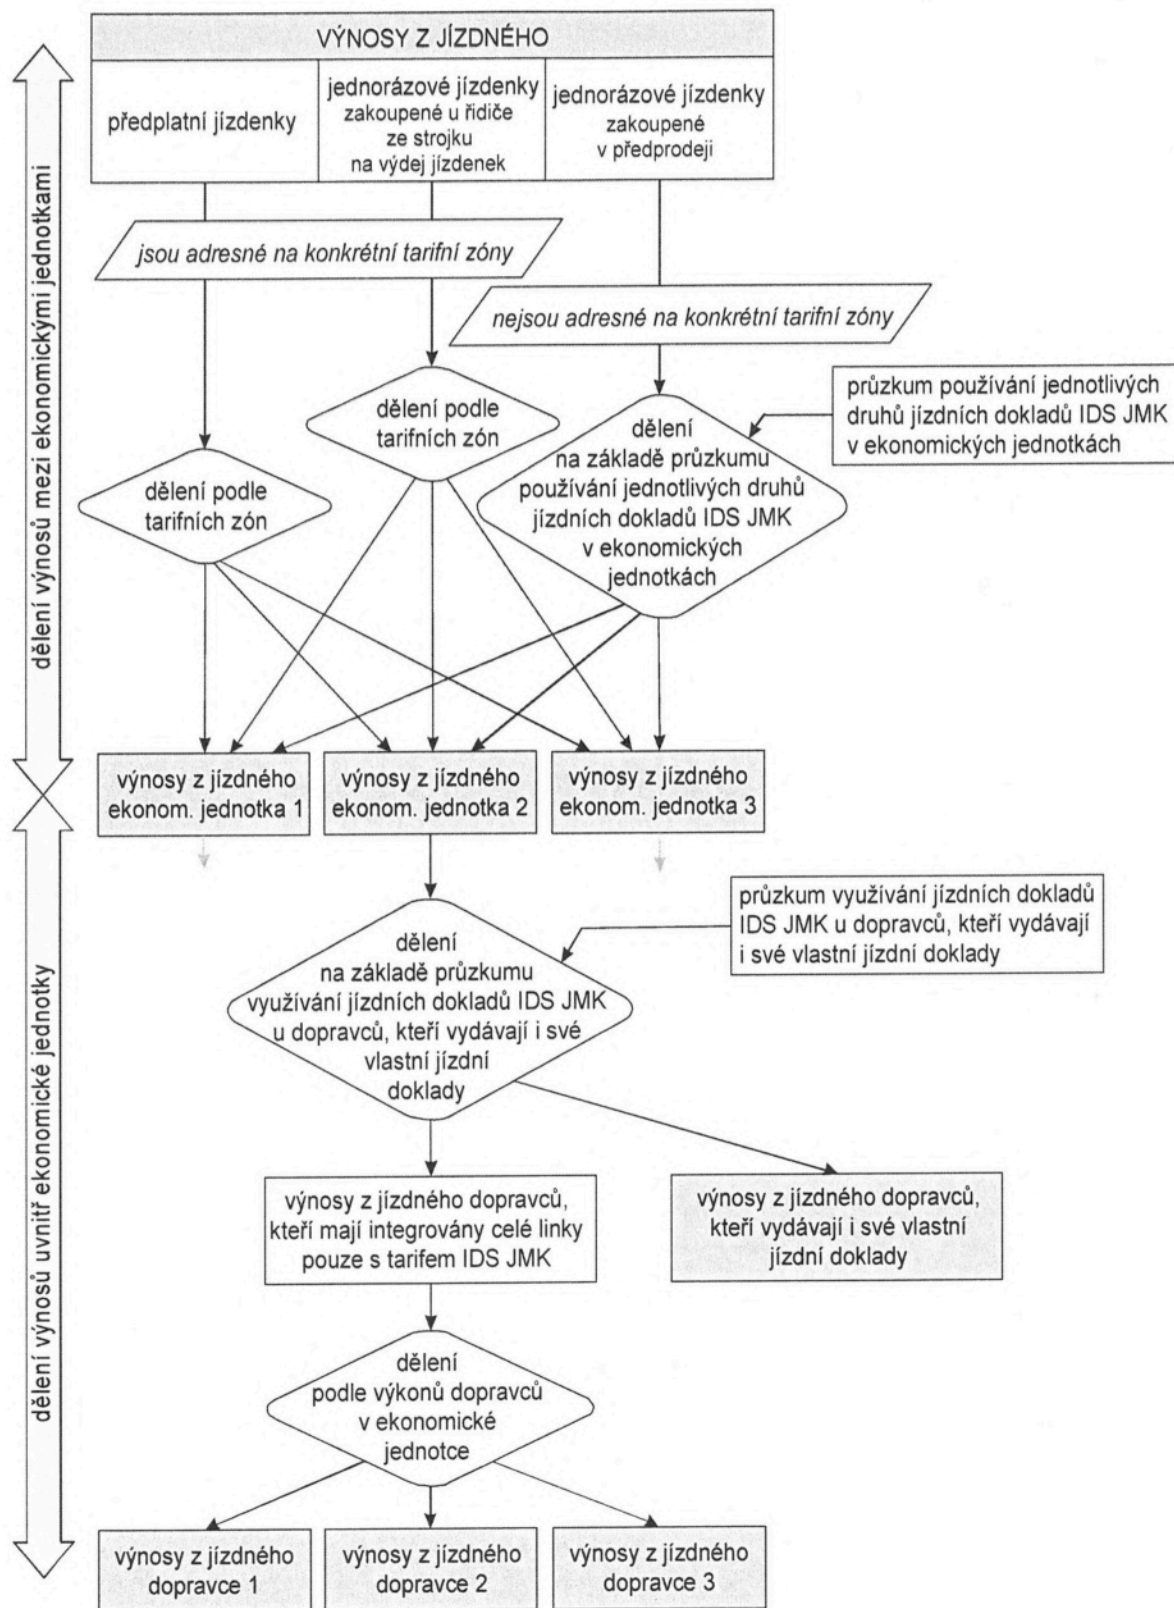 VÝNOSY Z JÍZDNÉHO
předplatní jízdenky
jednorázové jízdenky
zakoupené u řidiče
ze strojku
na výdej jízdenek
jednorázové jízdenky
zakoupené
v předprodeji
jsou adresné na konkrétní tarifní zóny
nejsou adresné na konkrétní tarifní zóny
dělení výnosů mezi ekonomickými jednotkami
dělení podle
tarifních zón
dělení podle
tarifních zón
dělení
na základě průzkumu
používání jednotlivých druhů
jízdních dokladů IDS JMK
v ekonomických
jednotkách
průzkum používání jednotlivých
druhů jízdních dokladů IDS JMK
v ekonomických jednotkách
výnosy z jízdného
ekonom. jednotka 1
výnosy z jízdného
ekonom. jednotka 2
výnosy z jízdného
ekonom. jednotka 3
dělení výnosů uvnitř ekonomické jednotky
dělení
na základě průzkumu
využívání jízdních dokladů IDS JMK
u dopravců, kteří vydávají i své
vlastní jízdní
doklady
průzkum využívání jízdních dokladů
IDS JMK u dopravců, kteří vydávají
i své vlastní jízdní doklady
výnosy z jízdného dopravců,
kteří mají integrovány celé linky
pouze s tarifem IDS JMK
výnosy z jízdného dopravců,
kteří vydávají i své vlastní
jízdní doklady
dělení
podle výkonů dopravců
v ekonomické
jednotce
výnosy z jízdného
dopravce 1
výnosy z jízdného
dopravce 2
výnosy z jízdného
dopravce 3